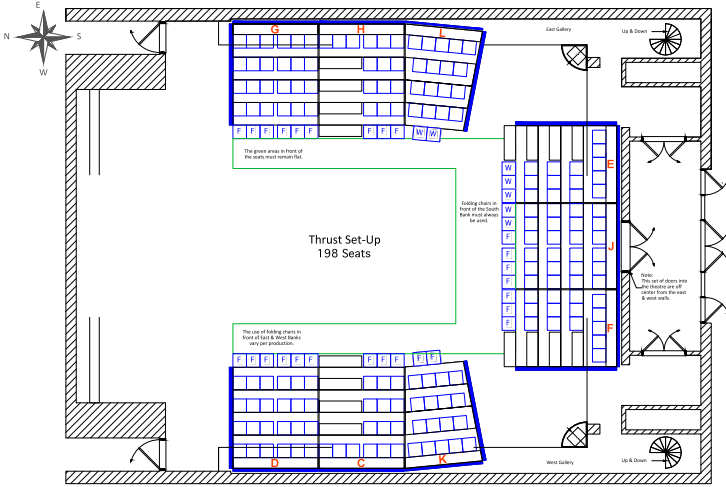 E
N
S
W
G
H
L
East Gallery
Up & Down
F F F F F F
F F F
W W
The green areas in front of
the seats must remain flat.
E
W
W
W
W
W
F
Folding chairs in
front of the South
Bank must always
be used.
Thrust Set-Up
198 Seats
J
F
F
F
Note:
This set of doors into
the theatre are off
center from the east
& west walls.
F
F
F
F
The use of folding chairs in
front of East & West Banks
vary per production.
F F F F F F
F F F
F F
D
C
K
West Gallery
Up & Down